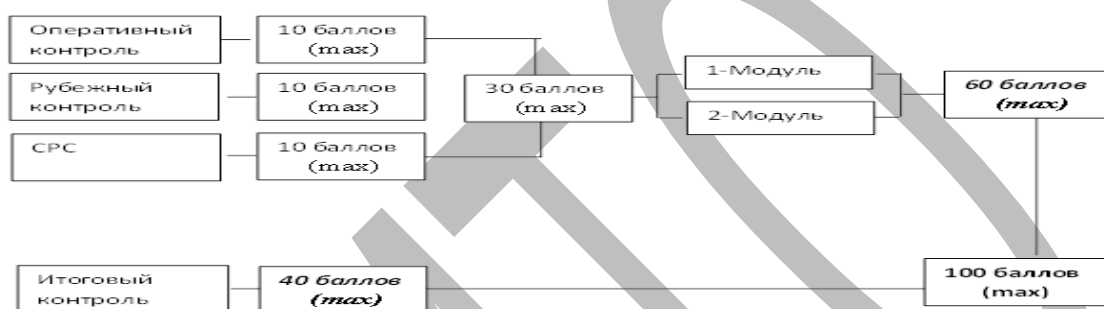 Оперативный
контроль
10 баллов
(max)
Рубежный
контроль
10 баллов
(max)
СРС
10 баллов
(max)
30 баллов
(max)
1-Модуль
2-Модуль
60 баллов
(max)
Итоговый
контроль
40 баллов
(max)
100 баллов
(max)